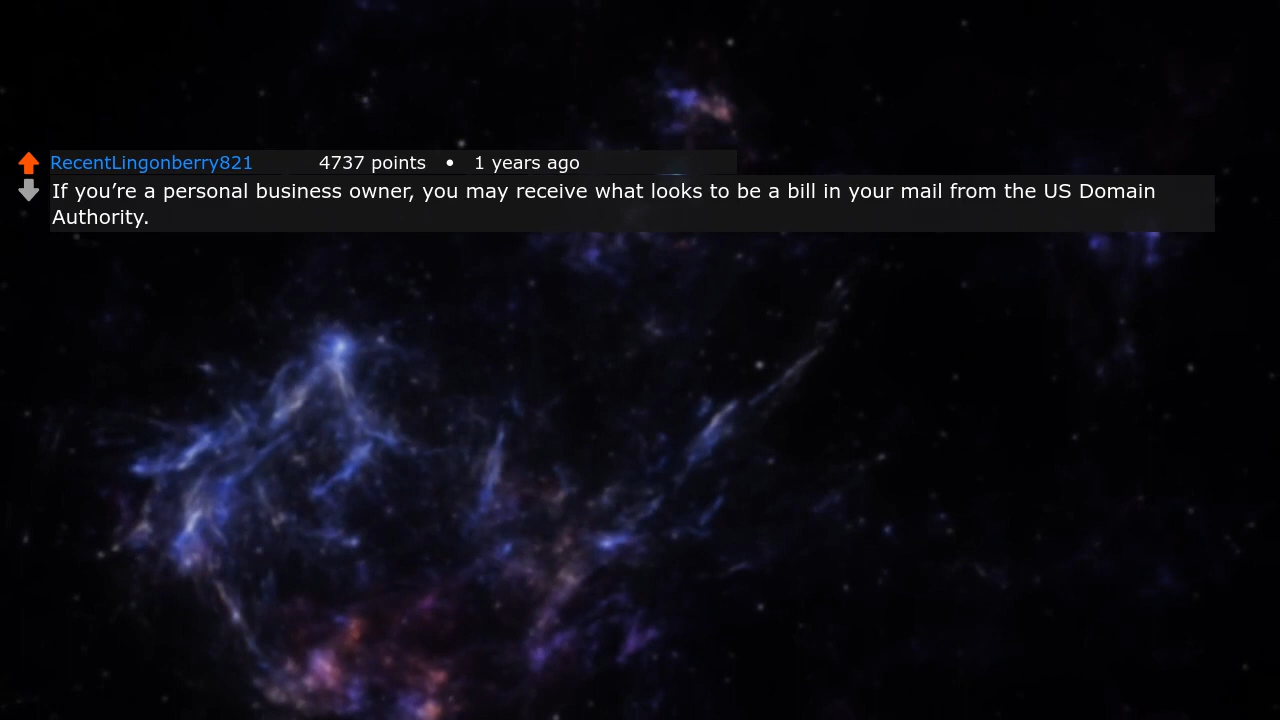 RecentLingonberry821 4737 points • 1 years ago
If you’re a personal business owner, you may receive what looks to be a bill in your mail from the US Domain
Authority.